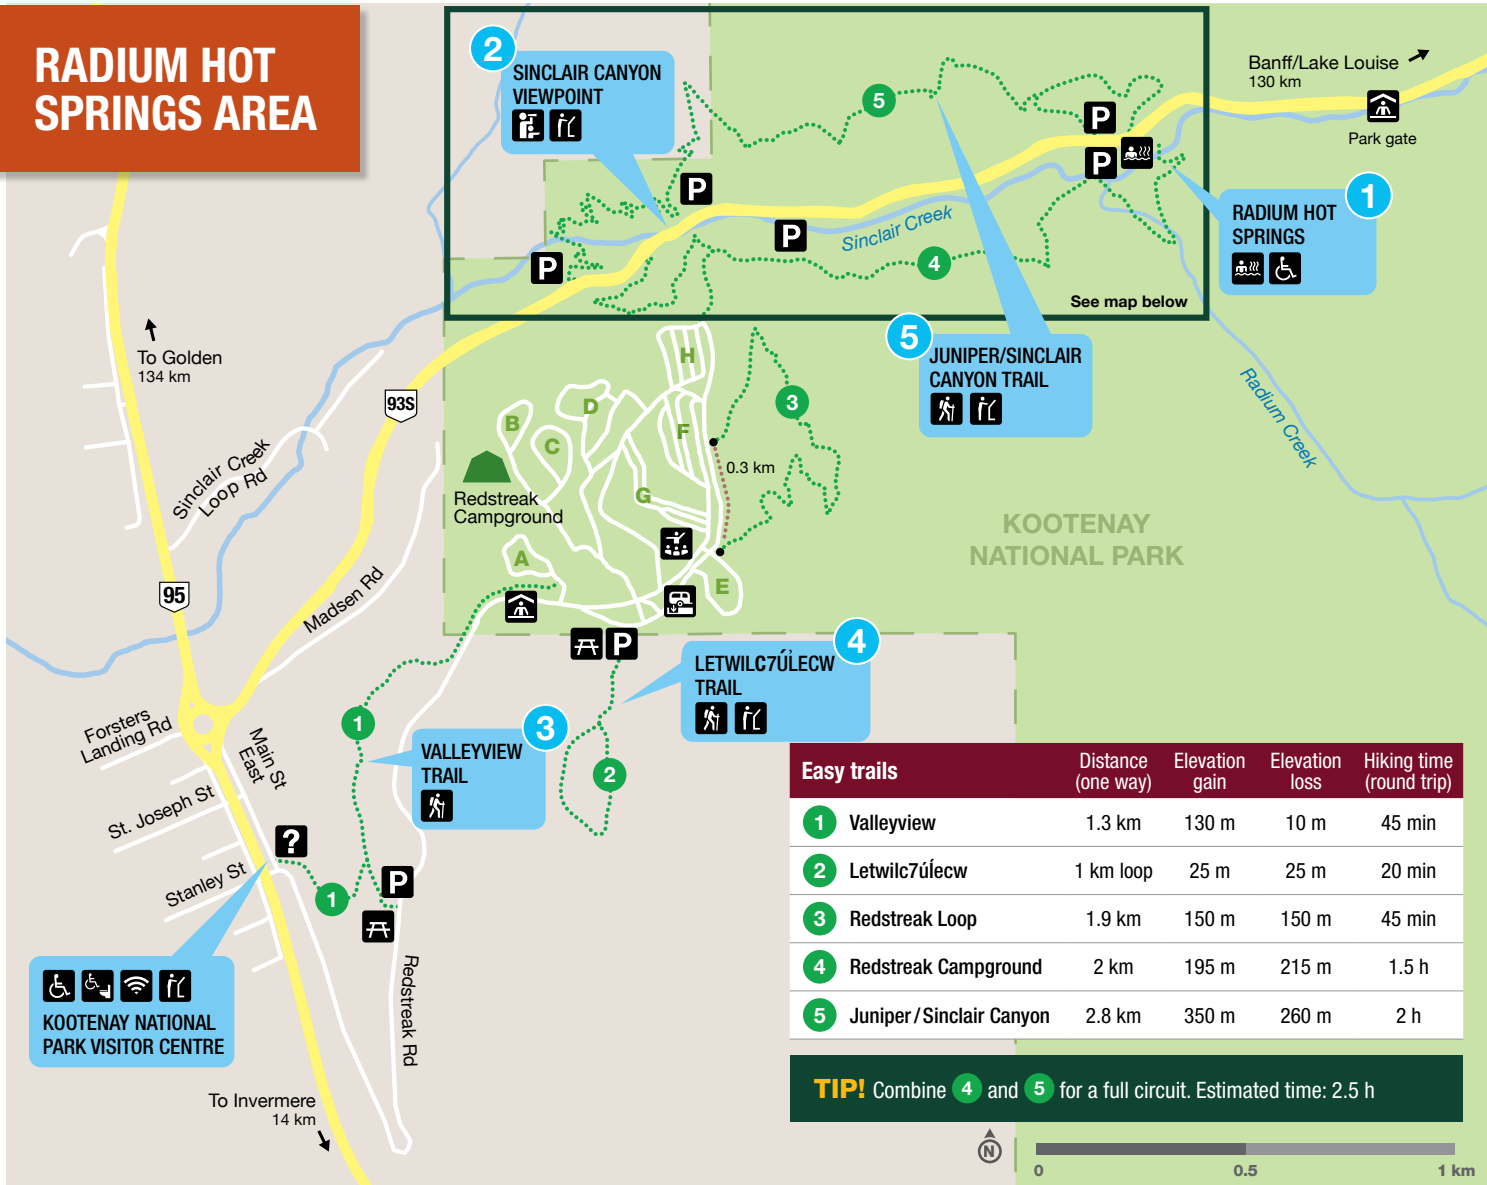 RADIUM HOT
SPRINGS AREA
2
SINCLAIR CANYON
VIEWPOINT
5
P
P
P
P
P
Banff/Lake Louise
130 km
Park gate
1
RADIUM HOT
SPRINGS
Sinclair Creek
4
See map below
5
JUNIPER/SINCLAIR
CANYON TRAIL
Radium Creek
To Golden
134 km
93S
Sinclair Creek
Loop Rd
H
D
B
C
F
3
0.3 km
G
Redstreak
Campground
A
E
KOOTENAY
NATIONAL PARK
95
Madsen Rd
P
4
LETWILC7ÚL̓ECW
TRAIL
Forsters
Landing Rd
Main St
East
1
3
VALLEYVIEW
TRAIL
2
St. Joseph St
?
Stanley St
1
P
Redstreak Rd
KOOTENAY NATIONAL
PARK VISITOR CENTRE
To Invermere
14 km
Easy trails Distance (one way) Elevation gain Elevation loss Hiking time (round trip)
1 Valleyview 1.3 km 130 m 10 m 45 min
2 Letwilc7úl̓ecw 1 km loop 25 m 25 m 20 min
3 Redstreak Loop 1.9 km 150 m 150 m 45 min
4 Redstreak Campground 2 km 195 m 215 m 1.5 h
5 Juniper/Sinclair Canyon 2.8 km 350 m 260 m 2 h
TIP! Combine 4 and 5 for a full circuit. Estimated time: 2.5 h
N
0 0.5 1 km